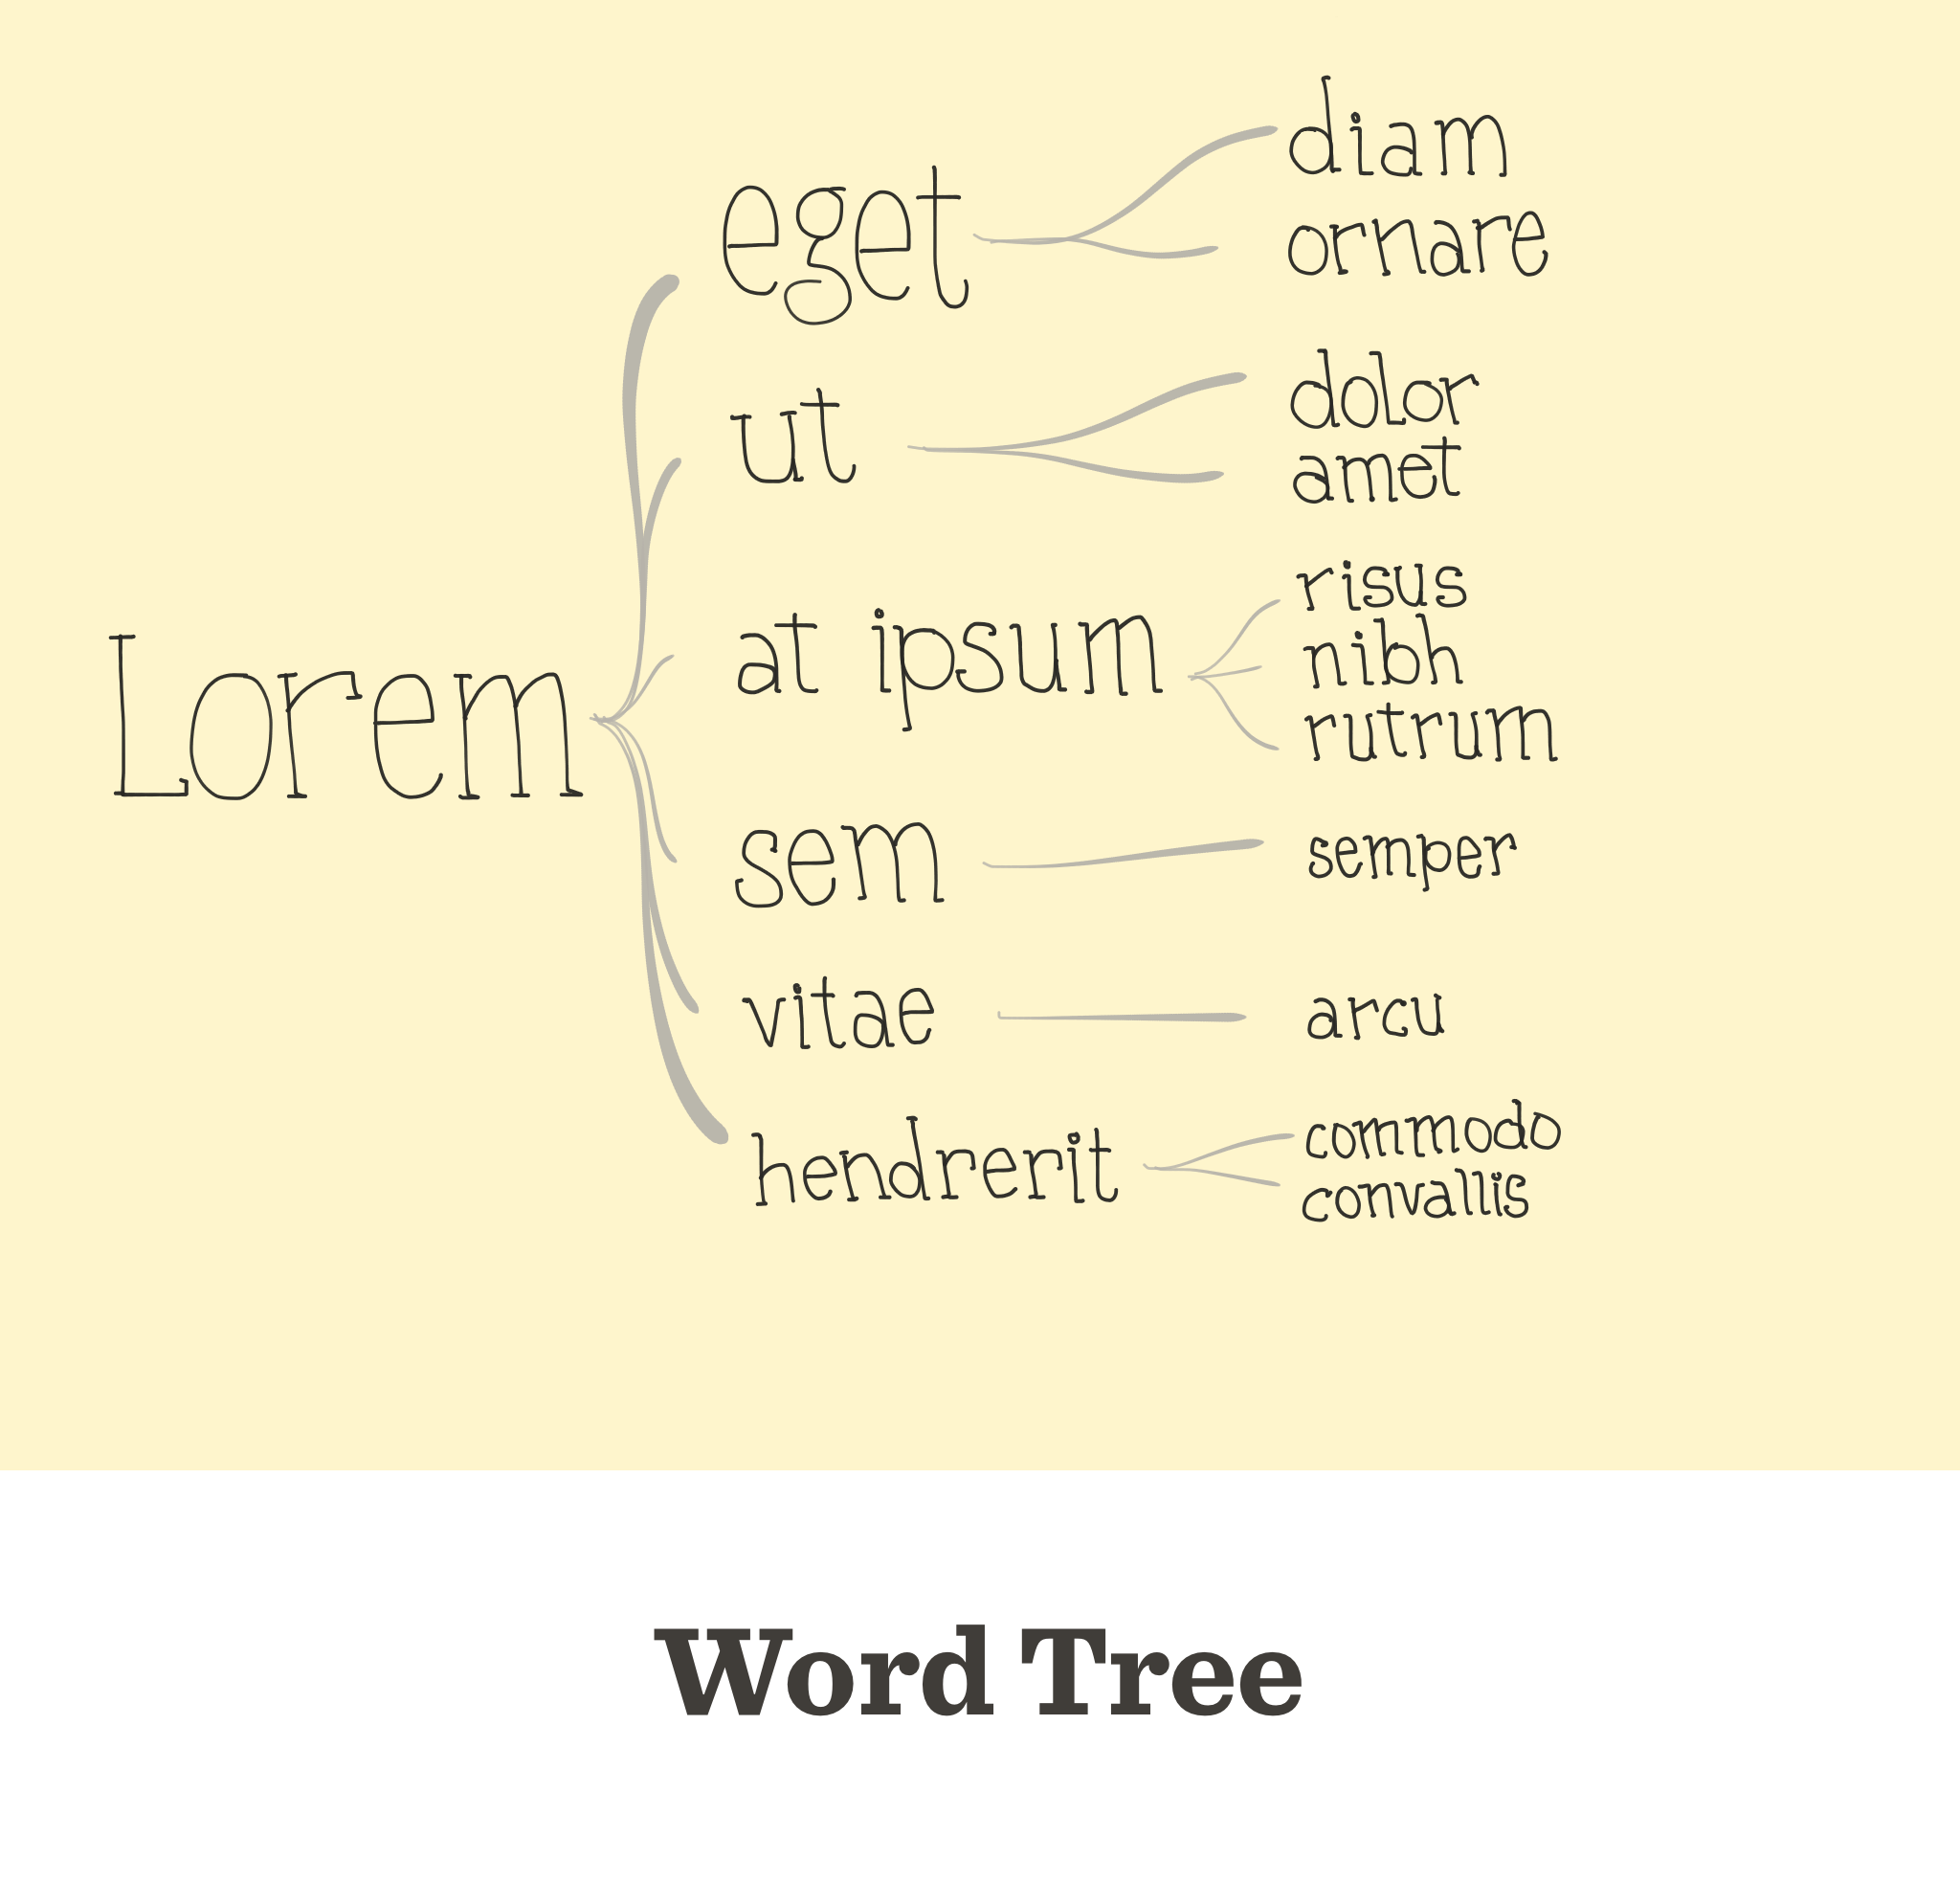 Lorem
eget
diam
ornare
ut
dolor
amet
at ipsum
risus
nibh
rutrum
sem
semper
vitae
arcu
hendrerit
commodo
convallis
Word Tree